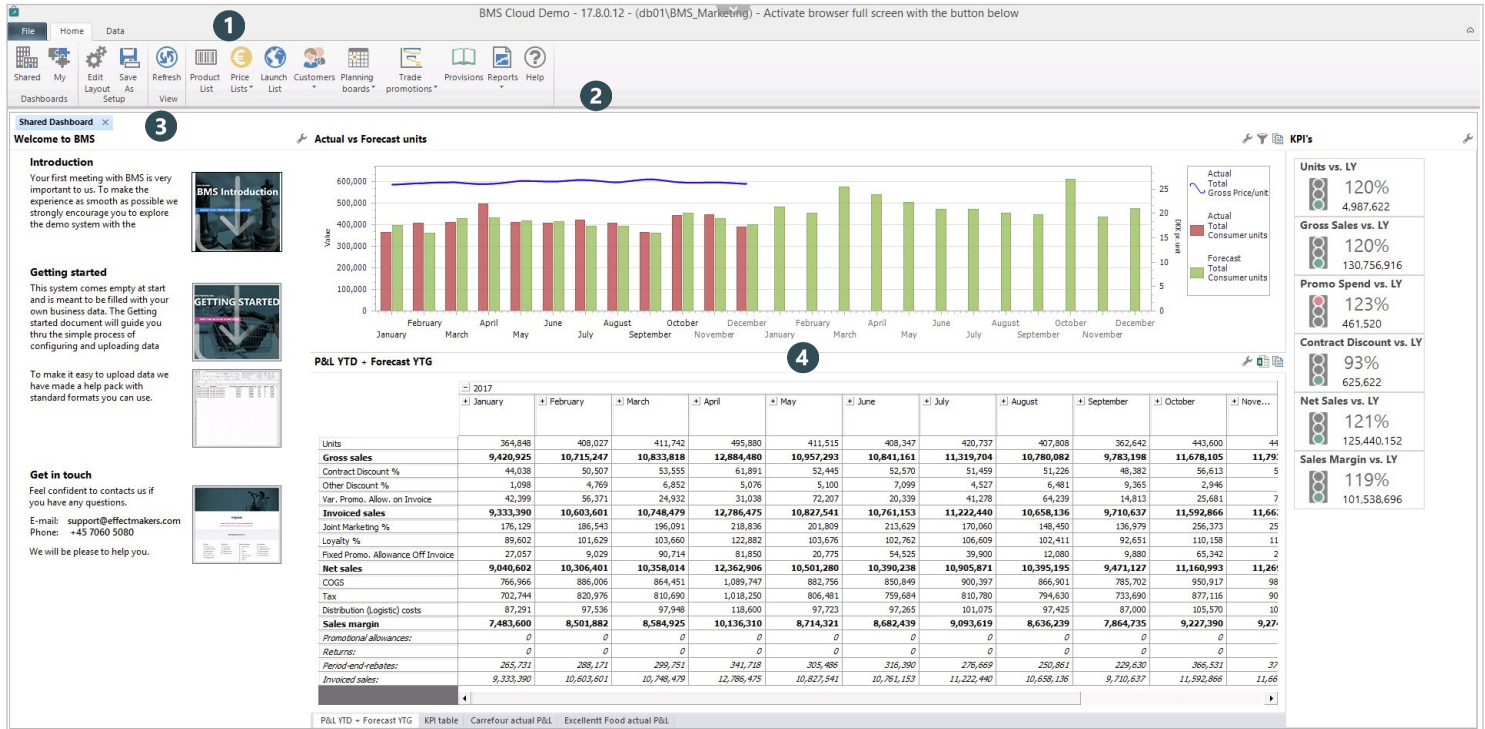 BMS Cloud Demo - 17.8.0.12 - (db01\BMS_Marketing) - Activate browser full screen with the button below
File Home Data
1
Shared My Edit Layout Save As Refresh Product List Price Lists Launch List Customers Planning boards Trade promotions Provisions Reports Help
Dashboards Setup View
2
Shared Dashboard ×
3
Welcome to BMS
Introduction
Your first meeting with BMS is very
important to us. To make the
experience as smooth as possible we
strongly encourage you to explore
the demo system with the
BMS Introduction
Getting started
This system comes empty at start
and is meant to be filled with your
own business data. The Getting
started document will guide you
thru the simple process of
configuring and uploading data
GETTING STARTED
To make it easy to upload data we
have made a help pack with
standard formats you can use.
Get in touch
Feel confident to contacts us if
you have any questions.
E-mail: support@effectmakers.com
Phone: +45 7060 5080
We will be please to help you.
Actual vs Forecast units
Value
600,000
500,000
400,000
300,000
200,000
100,000
0
25
20
15
10
5
0
DKK pr. unit
February April June August October December February April June August October December
January March May July September November January March May July September November
Actual
Total
Gross Price/unit
Actual
Total
Consumer units
Forecast
Total
Consumer units
4
P&L YTD + Forecast YTG
2017
January February March April May June July August September October Nove...
Units 364,848 408,027 411,742 495,880 411,515 408,347 420,737 407,808 362,642 443,600 44
Gross sales 9,420,925 10,715,247 10,833,818 12,884,480 10,957,293 10,841,161 11,319,704 10,780,082 9,783,198 11,678,105 11,79
Contract Discount % 44,038 50,507 53,555 61,891 52,445 52,570 51,459 51,226 48,382 56,613 5
Other Discount % 1,098 4,769 6,852 5,076 5,100 7,099 4,527 6,481 9,365 2,946
Var. Promo. Allow. on Invoice 42,399 56,371 24,932 31,038 72,207 20,339 41,278 64,239 14,813 25,681 7
Invoiced sales 9,333,390 10,603,601 10,748,479 12,786,475 10,827,541 10,761,153 11,222,440 10,658,136 9,710,637 11,592,866 11,66
Joint Marketing % 176,129 186,543 196,091 218,836 201,809 213,629 170,060 148,450 136,979 256,373 25
Loyalty % 89,602 101,629 103,660 122,882 103,676 102,762 106,609 102,411 92,651 110,158 11
Fixed Promo. Allowance Off Invoice 27,057 9,029 90,714 81,850 20,775 54,525 39,900 12,080 9,880 65,342 2
Net sales 9,040,602 10,306,401 10,358,014 12,362,906 10,501,280 10,390,238 10,905,871 10,395,195 9,471,127 11,160,993 11,26
COGS 766,966 886,006 864,451 1,089,747 882,756 850,849 900,397 866,901 785,702 950,917 98
Tax 702,744 820,976 810,690 1,018,250 806,481 759,684 810,780 794,630 733,690 877,116 90
Distribution (Logistic) costs 87,291 97,536 97,948 118,600 97,723 97,265 101,075 97,425 87,000 105,570 10
Sales margin 7,483,600 8,501,882 8,584,925 10,136,310 8,714,321 8,682,439 9,093,619 8,636,239 7,864,735 9,227,390 9,27
Promotional allowances: 0 0 0 0 0 0 0 0 0 0
Returns: 0 0 0 0 0 0 0 0 0 0
Period-end-rebates: 265,731 288,171 299,751 341,718 305,486 316,390 276,669 250,861 229,630 366,531 37
Invoiced sales: 9,333,390 10,603,601 10,748,479 12,786,475 10,827,541 10,761,153 11,222,440 10,658,136 9,710,637 11,592,866 11,66
P&L YTD + Forecast YTG KPI table Carrefour actual P&L Excellentt Food actual P&L
KPI's
Units vs. LY
120%
4,987,622
Gross Sales vs. LY
120%
130,756,916
Promo Spend vs. LY
123%
461,520
Contract Discount vs. LY
93%
625,622
Net Sales vs. LY
121%
125,440,152
Sales Margin vs. LY
119%
101,538,696